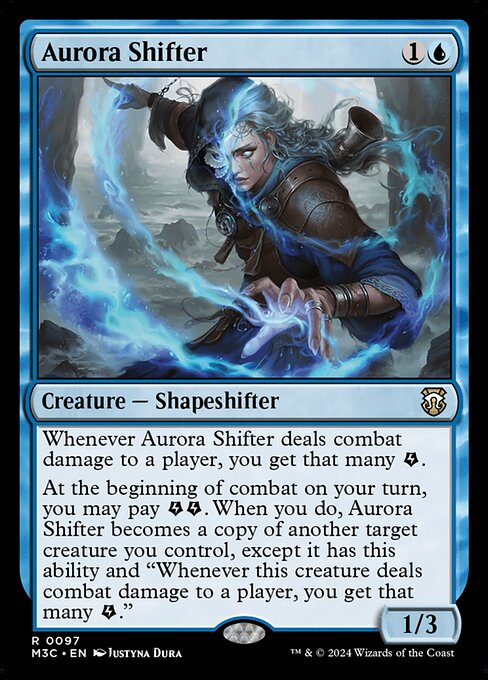 Aurora Shifter 1
Creature — Shapeshifter
Whenever Aurora Shifter deals combat
damage to a player, you get that many .
At the beginning of combat on your turn,
you may pay . When you do, Aurora
Shifter becomes a copy of another target
creature you control, except it has this
ability and “Whenever this creature deals
combat damage to a player, you get that
many .”
1/3
R 0097
M3C • EN Justyna Dura ™ & © 2024 Wizards of the Coast